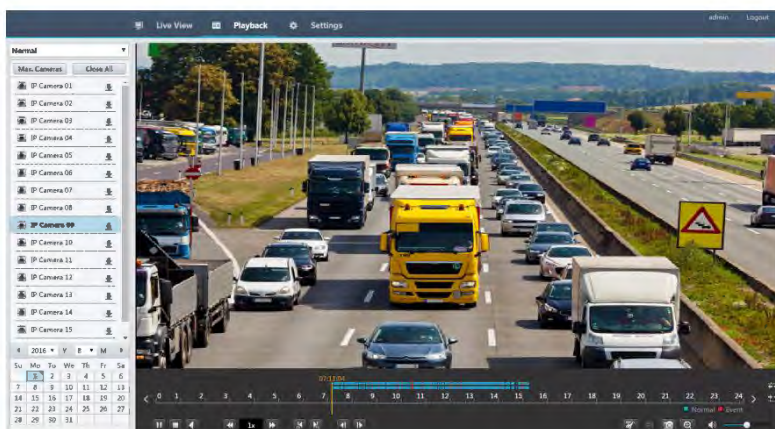 Live View Playback Settings admin Logout
Normal
Max. Cameras Close All
IP Camera 01
IP Camera 02
IP Camera 03
IP Camera 04
IP Camera 05
IP Camera 06
IP Camera 07
IP Camera 08
IP Camera 09
IP Camera 10
IP Camera 11
IP Camera 12
IP Camera 13
IP Camera 14
IP Camera 15
2016 Y 8 M
Su Mo Tu We Th Fr Sa
1 2 3 4 5 6
7 8 9 10 11 12 13
14 15 16 17 18 19 20
21 22 23 24 25 26 27
28 29 30 31
07:33:04
0 1 2 3 4 5 6 7 8 9 10 11 12 13 14 15 16 17 18 19 20 21 22 23 24
Normal Event
1x